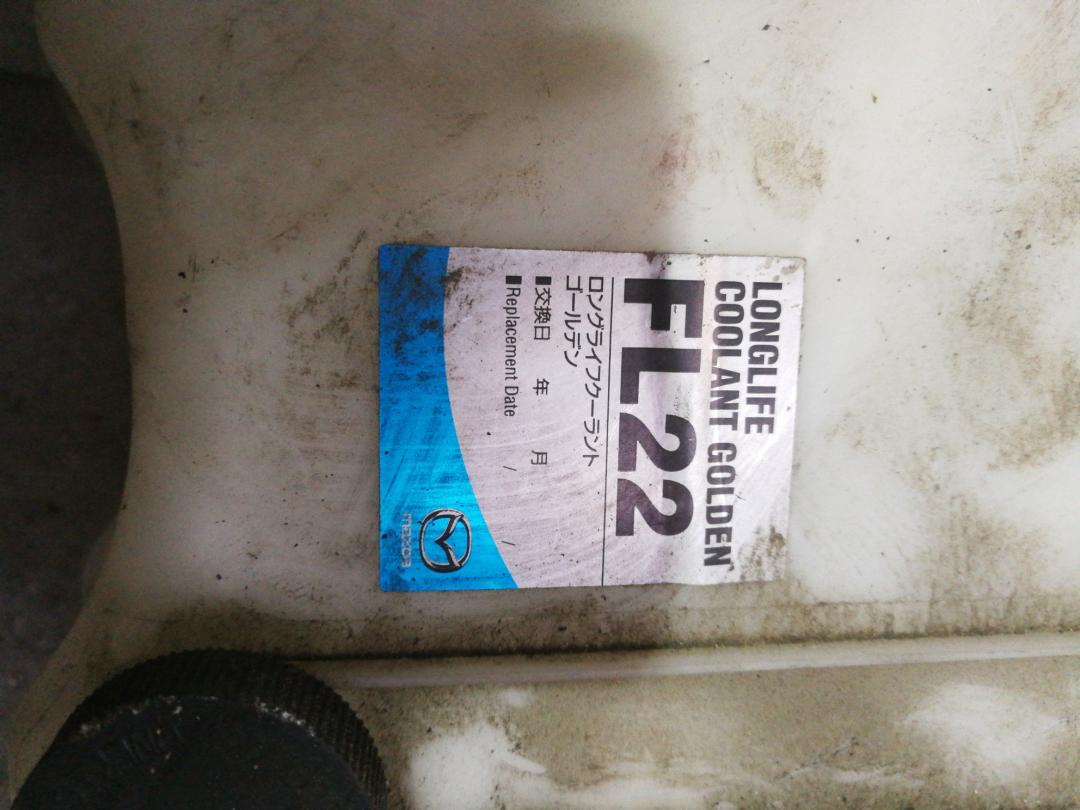 LONGLIFE
COOLANT GOLDEN
FL22
ロングライフクーラント
ゴールデン
■交換日 年 月
■Replacement Date / /
mazda